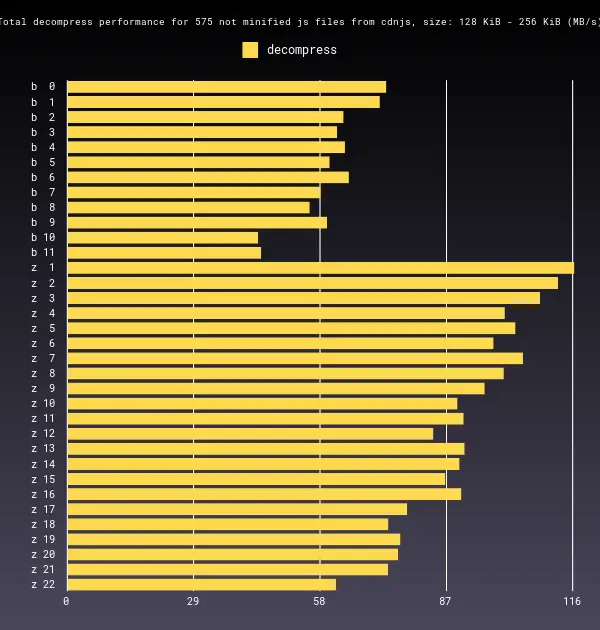 Total decompress performance for 575 not minified js files from cdnjs, size: 128 KiB - 256 KiB (MB/s)
decompress
b 0
b 1
b 2
b 3
b 4
b 5
b 6
b 7
b 8
b 9
b 10
b 11
z 1
z 2
z 3
z 4
z 5
z 6
z 7
z 8
z 9
z 10
z 11
z 12
z 13
z 14
z 15
z 16
z 17
z 18
z 19
z 20
z 21
z 22
0 29 58 87 116